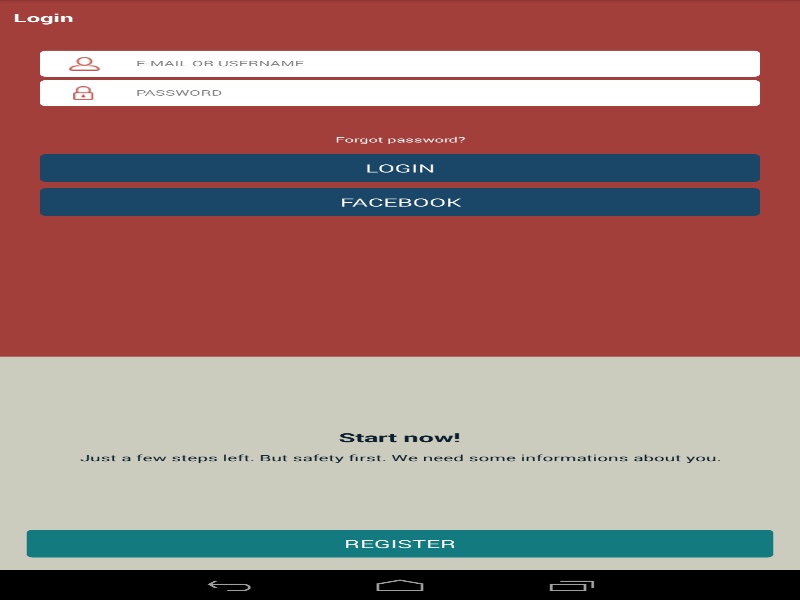 Login
E-MAIL OR USERNAME
PASSWORD
Forgot password?
LOGIN
FACEBOOK
Start now!
Just a few steps left. But safety first. We need some informations about you.
REGISTER